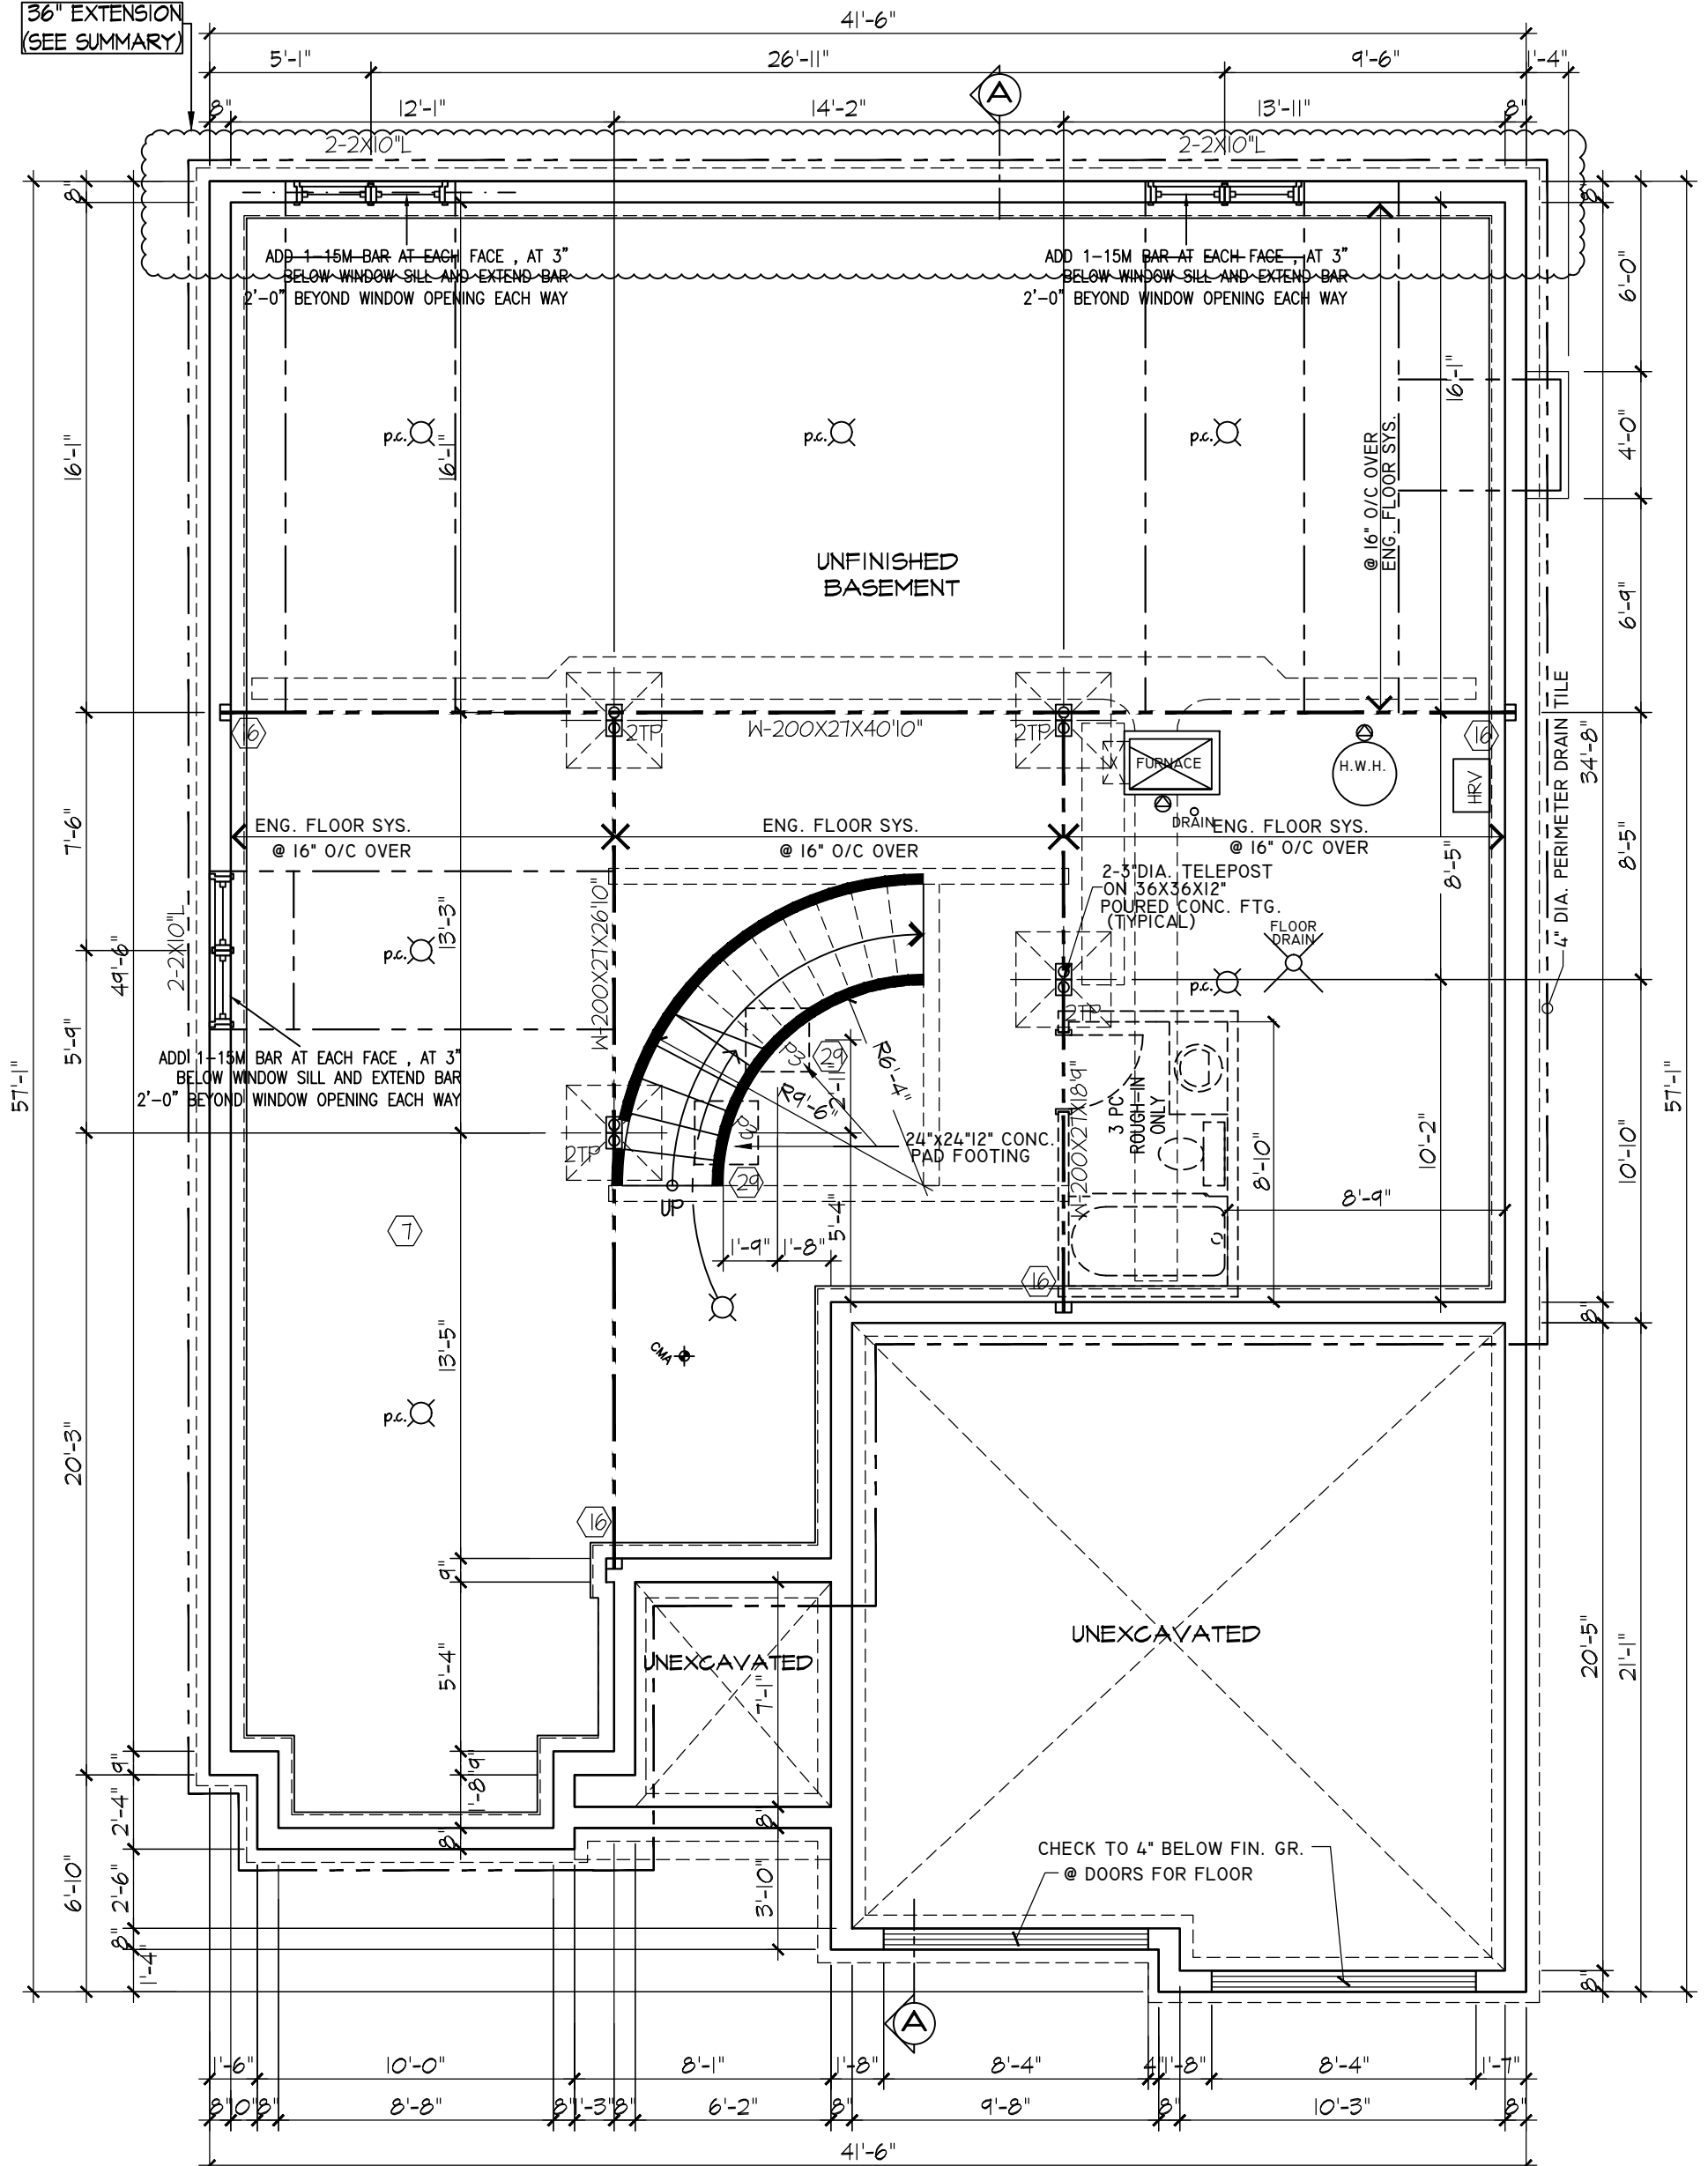 36" EXTENSION
(SEE SUMMARY)
41'-6"
5'-1"
26'-11"
9'-6"
1'-4"
8"
12'-1"
14'-2"
13'-11"
8"
A
2-2X10"L
2-2X10"L
8"
8"
ADD 1-15M BAR AT EACH FACE , AT 3"
BELOW WINDOW SILL AND EXTEND BAR
2'-0" BEYOND WINDOW OPENING EACH WAY
ADD 1-15M BAR AT EACH FACE , AT 3"
BELOW WINDOW SILL AND EXTEND BAR
2'-0" BEYOND WINDOW OPENING EACH WAY
6'-0"
16'-1"
16'-1"
16'-1"
4'-0"
p.c.
p.c.
p.c.
@ 16" O/C OVER
ENG. FLOOR SYS.
UNFINISHED
BASEMENT
6'-9"
16
2TP
W-200X27X40'10"
2TP
16
FURNACE
H.W.H.
HRV
34'-8"
4" DIA. PERIMETER DRAIN TILE
DRAIN
7'-6"
ENG. FLOOR SYS.
@ 16" O/C OVER
ENG. FLOOR SYS.
@ 16" O/C OVER
ENG. FLOOR SYS.
@ 16" O/C OVER
8'-5"
8'-5"
2-3"DIA. TELEPOST
ON 36X36X12"
POURED CONC. FTG.
(TYPICAL)
FLOOR
DRAIN
2-2X10"L
49'-6"
p.c.
13'-3"
W-200X27X26'10"
p.c.
2TP
5'-9"
57'-1"
57'-1"
ADD 1-15M BAR AT EACH FACE , AT 3"
BELOW WINDOW SILL AND EXTEND BAR
2'-0" BEYOND WINDOW OPENING EACH WAY
P3
29
R6'-4"
R9'-6"
2'-11"
P3
29
2TP
24"x24"12" CONC.
PAD FOOTING
W-200X27X18'9"
3 PC
ROUGH-IN
ONLY
8'-10"
10'-2"
10'-10"
8'-9"
UP
7
5'-4"
1'-9"
1'-8"
16
8"
CMA
13'-5"
p.c.
20'-3"
16
9"
UNEXCAVATED
UNEXCAVATED
5'-4"
7'-1"
20'-5"
21'-1"
9"
9"
1'-8"
2'-4"
8"
8"
CHECK TO 4" BELOW FIN. GR.
@ DOORS FOR FLOOR
6'-10"
2'-6"
3'-10"
8"
1'-4"
8"
A
1'-6"
10'-0"
8'-1"
1'-8"
8'-4"
4"
1'-8"
8'-4"
1'-7"
8"
0"
8"
8'-8"
8"
1'-3"
8"
6'-2"
8"
9'-8"
8"
10'-3"
8"
41'-6"